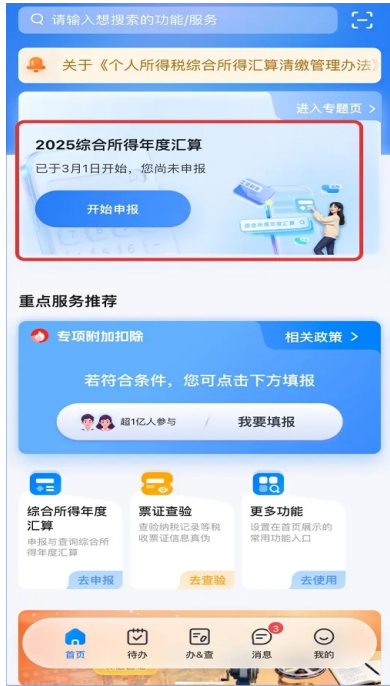 请输入想搜索的功能/服务
关于《个人所得税综合所得汇算清缴管理办法》
进入专题页 >
2025综合所得年度汇算
已于3月1日开始，您尚未申报
开始申报
综合所得年度汇算
重点服务推荐
专项附加扣除
相关政策 >
若符合条件，您可点击下方填报
超1亿人参与 / 我要填报
综合所得年度
汇算
申报与查询综合所
得年度汇算
去申报
票证查验
查验纳税记录等税
收票证信息真伪
去查验
更多功能
设置在首页展示的
常用功能入口
去使用
首页
待办
办&查
3
消息
我的